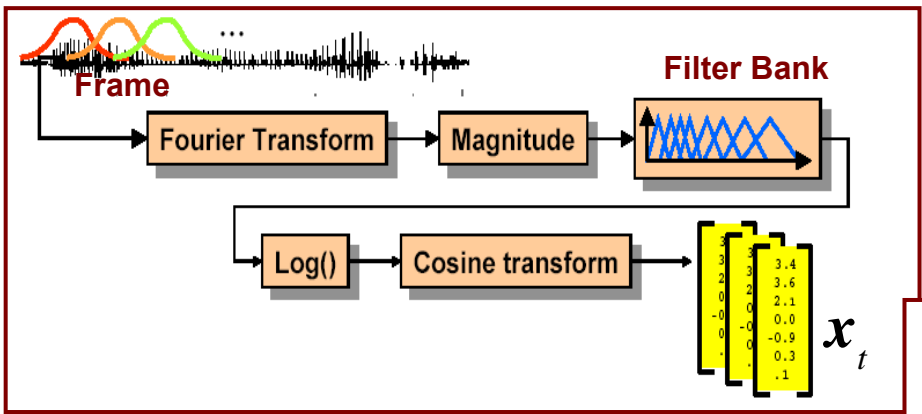 ...
Frame
Filter Bank
Fourier Transform
Magnitude
Log()
Cosine transform
3.4
3.6
2.1
0.0
-0.9
0.3
.1
x t